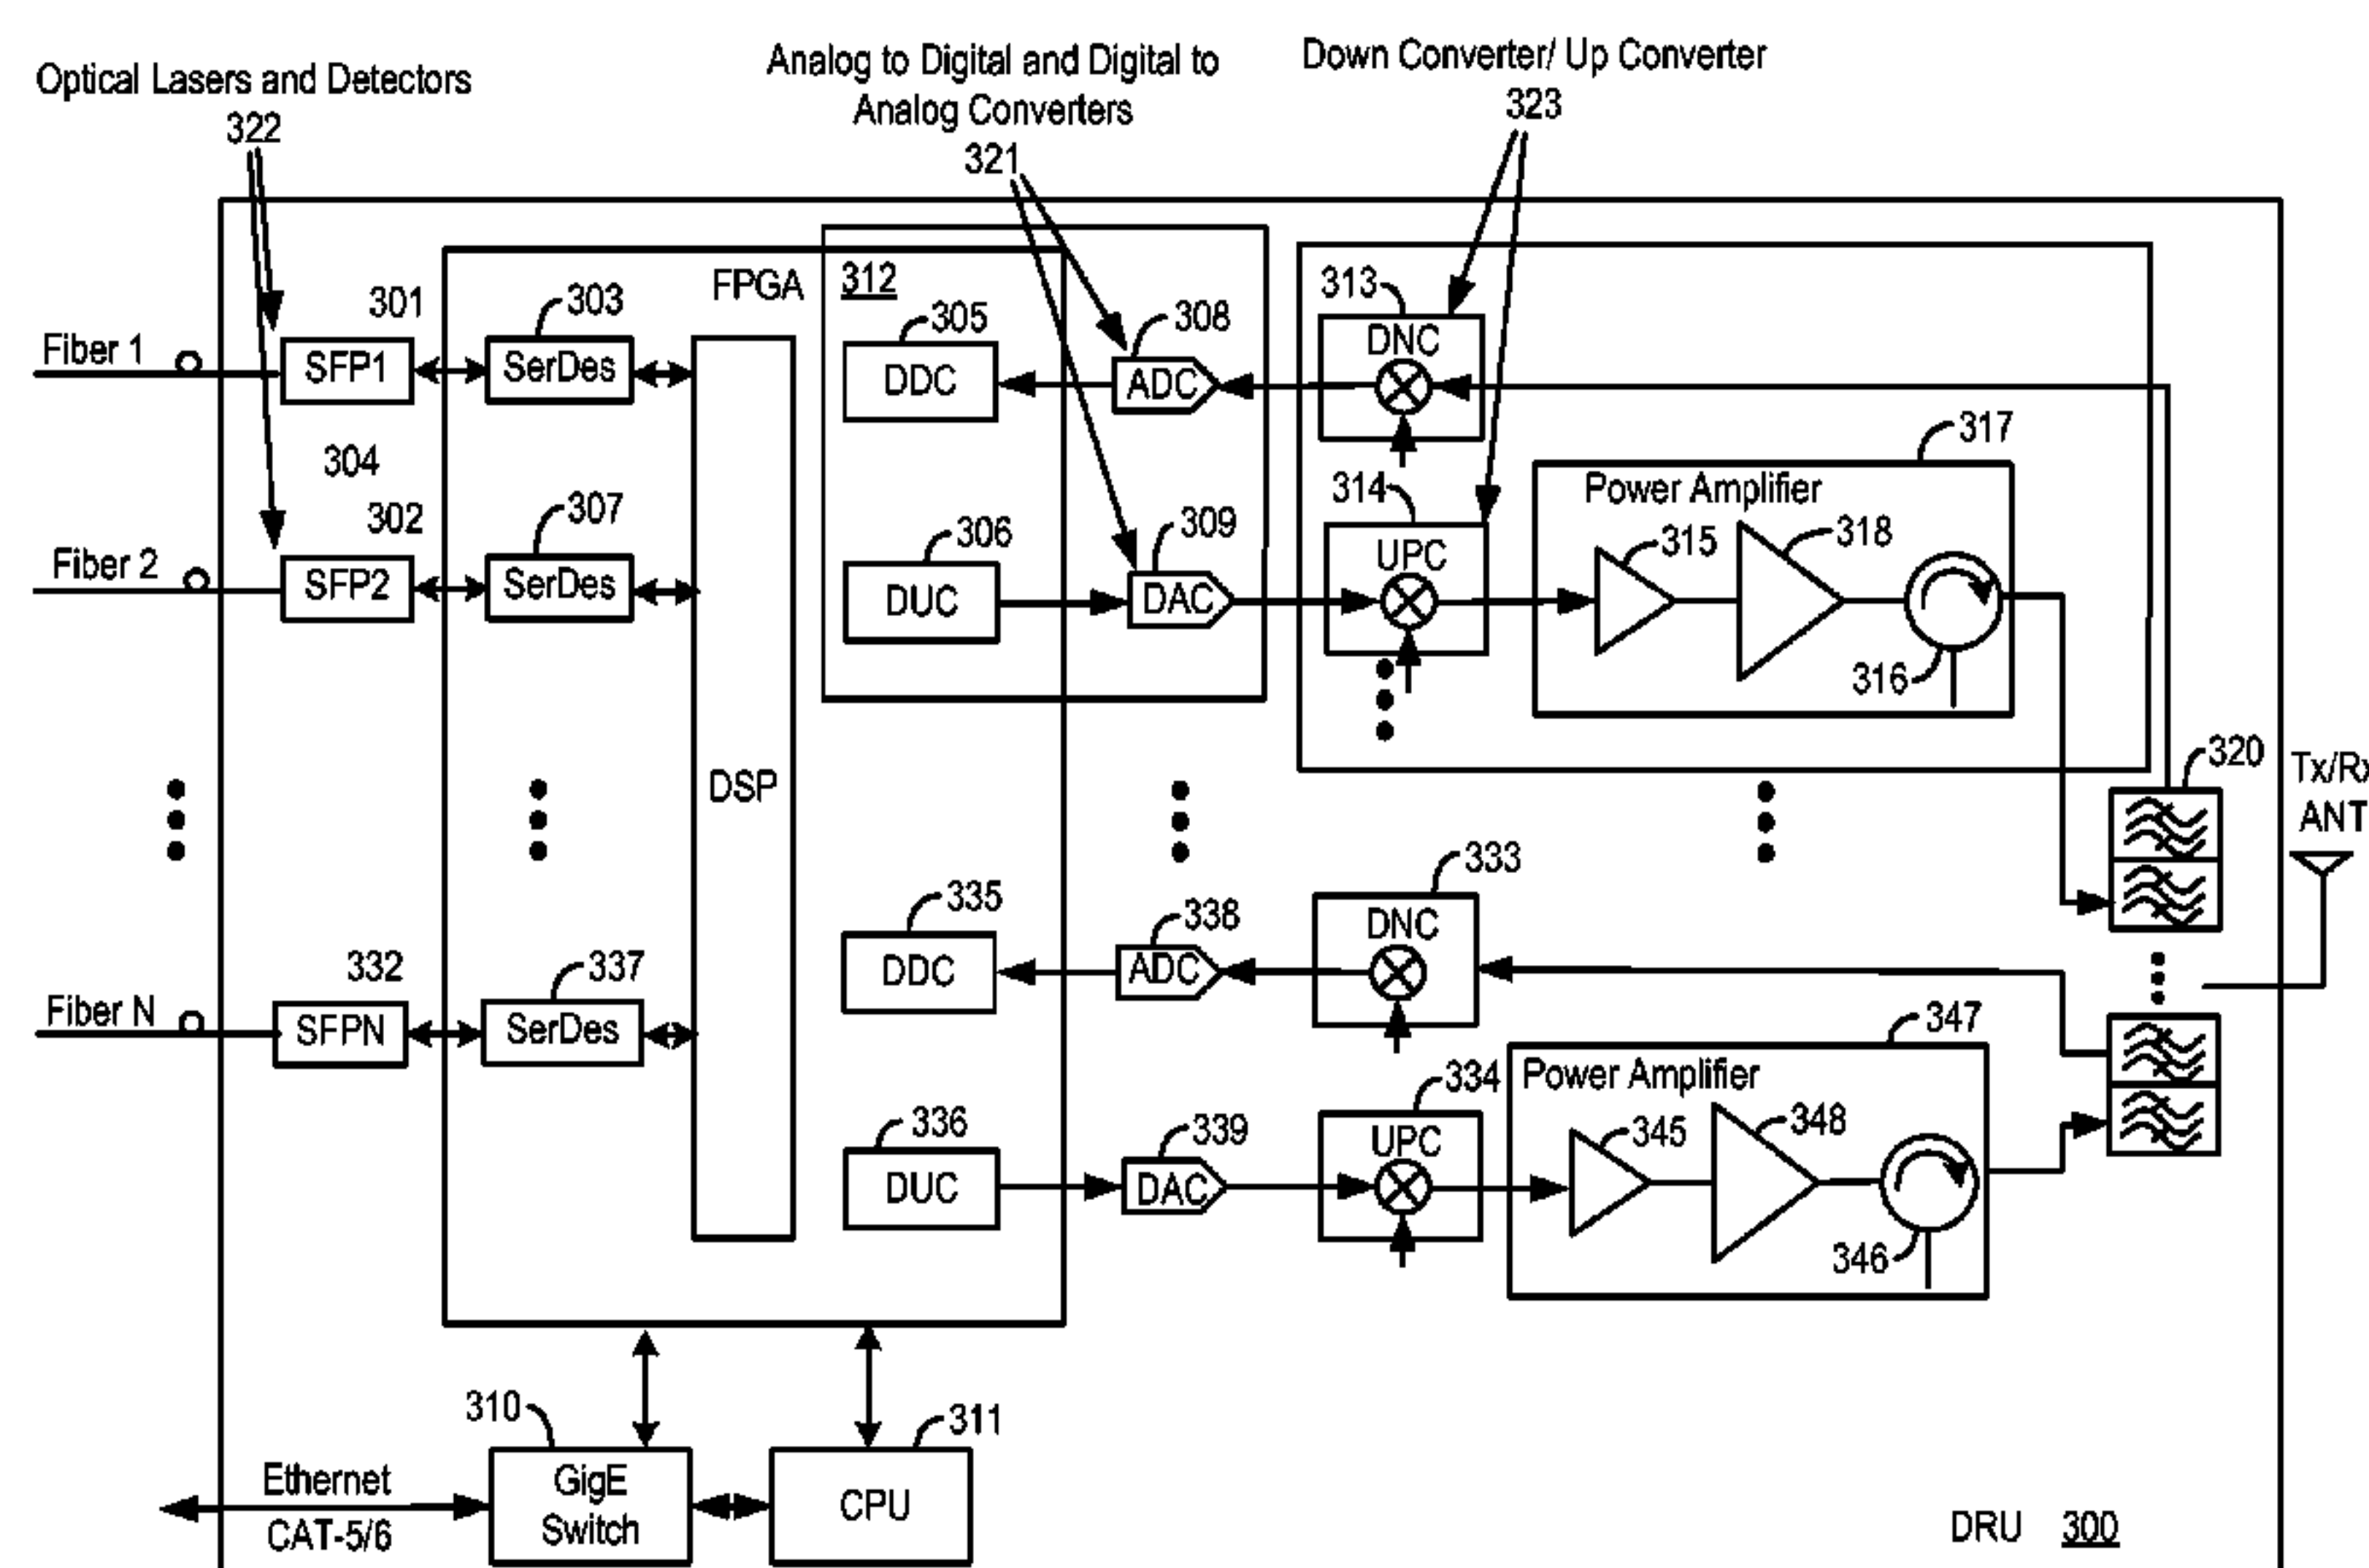 Optical Lasers and Detectors
322
Analog to Digital and Digital to
Analog Converters
321
Down Converter/ Up Converter
323
FPGA
312
301
303
305
308
313
DNC
Fiber 1
SFP1
SerDes
DDC
ADC
317
304
314
Power Amplifier
302
307
306
309
315
318
UPC
Fiber 2
SFP2
SerDes
DUC
DAC
316
DSP
320
Tx/Rx
ANT
333
335
338
DNC
332
337
DDC
ADC
Fiber N
SFPN
SerDes
347
334
Power Amplifier
336
339
UPC
345
348
DUC
DAC
346
310
311
Ethernet
CAT-5/6
GigE
Switch
CPU
DRU 300